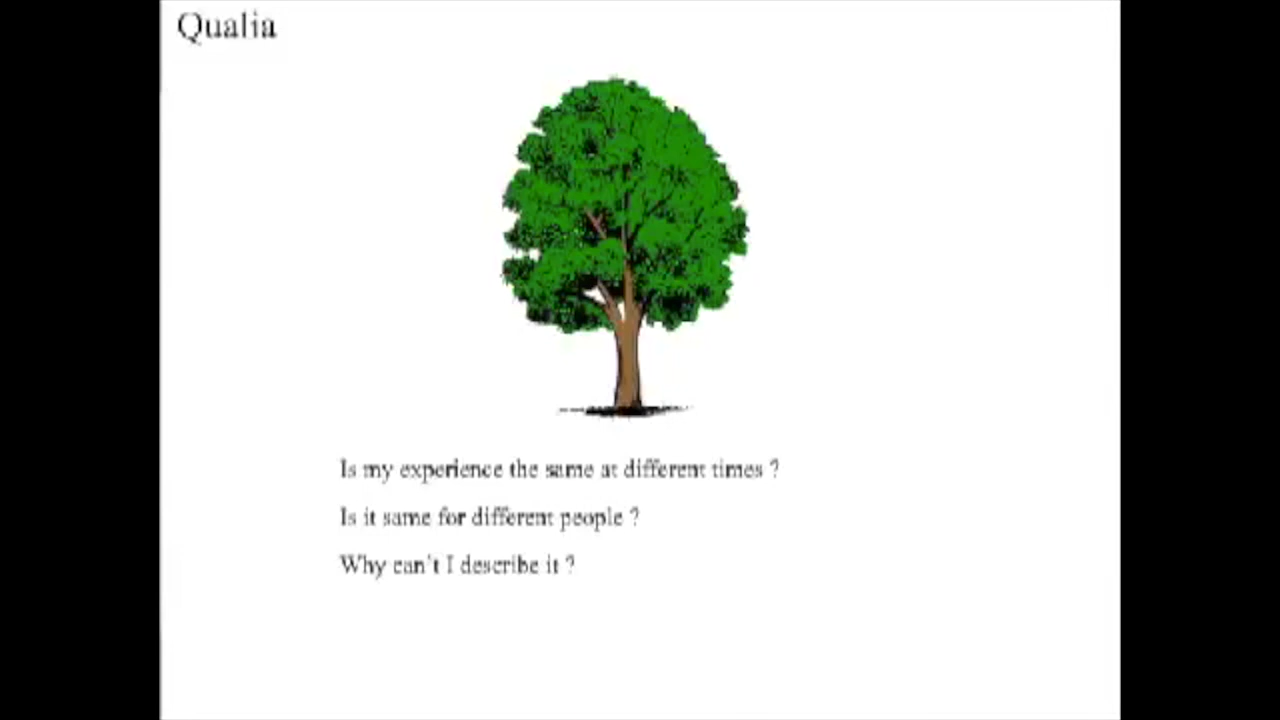 Qualia
Is my experience the same at different times ?
Is it same for different people ?
Why can't I describe it ?